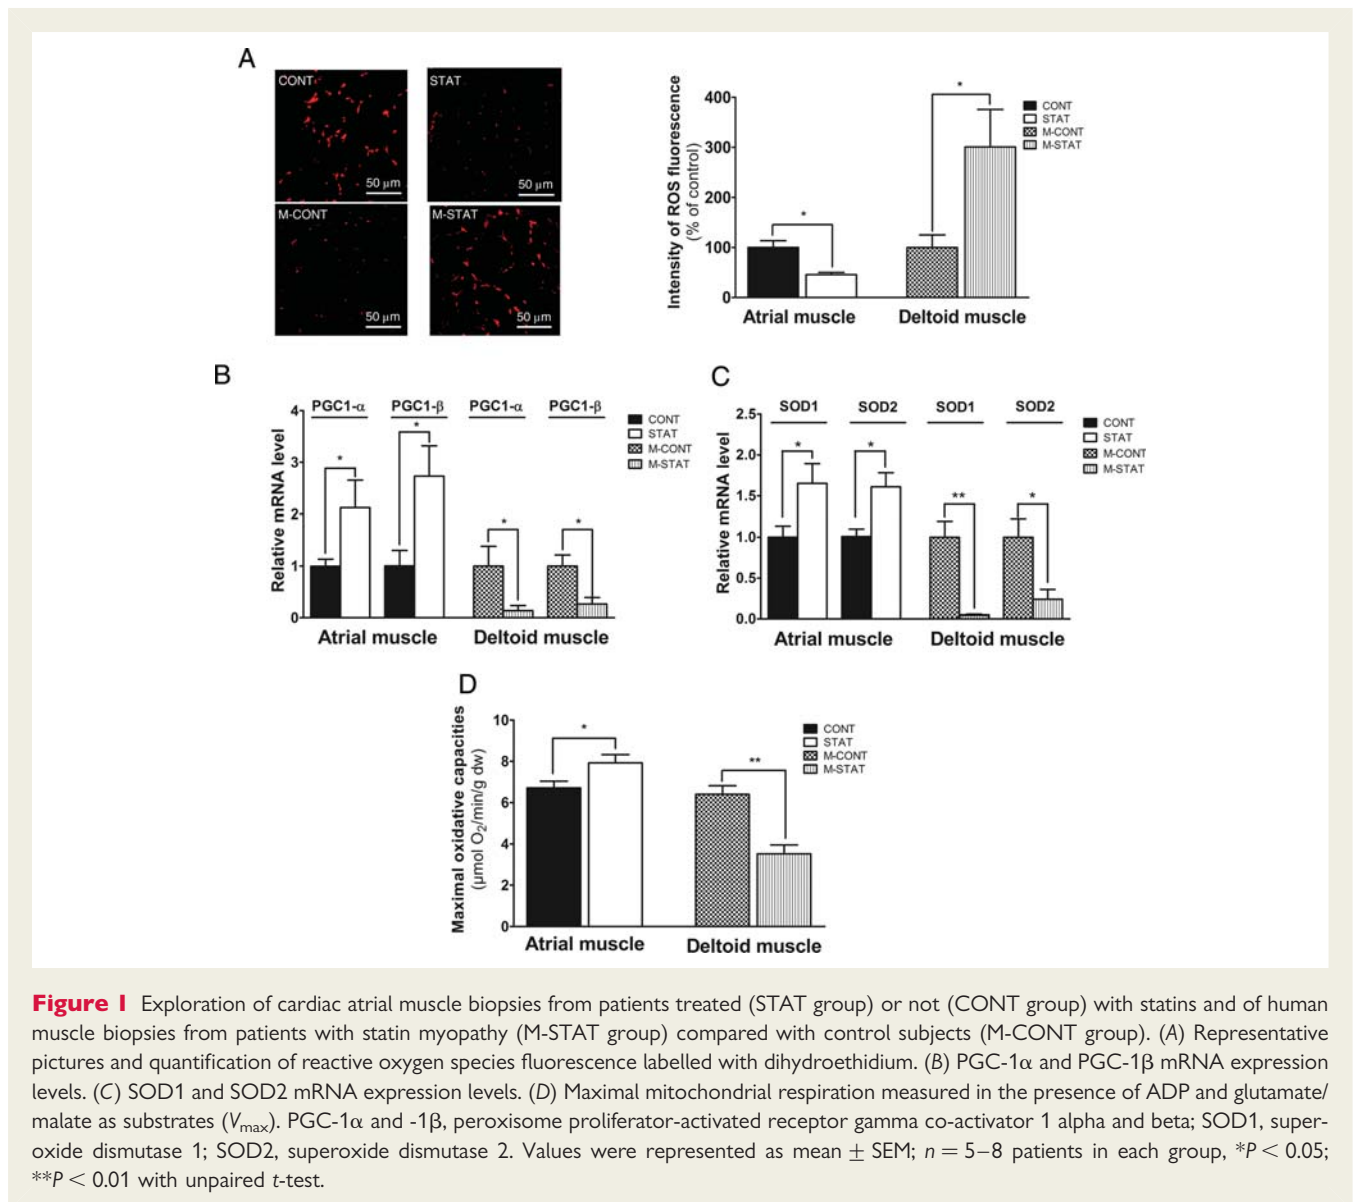 A
CONT
50 µm
STAT
50 µm
M-CONT
50 µm
M-STAT
50 µm
Intensity of ROS fluorescence
(% of control)
400
300
200
100
0
*
*
CONT
STAT
M-CONT
M-STAT
Atrial muscle
Deltoid muscle
B
Relative mRNA level
4
3
2
1
0
PGC1-α
PGC1-β
PGC1-α
PGC1-β
*
*
*
*
CONT
STAT
M-CONT
M-STAT
Atrial muscle
Deltoid muscle
C
Relative mRNA level
2.5
2.0
1.5
1.0
0.5
0.0
SOD1
SOD2
SOD1
SOD2
*
*
**
*
CONT
STAT
M-CONT
M-STAT
Atrial muscle
Deltoid muscle
D
Maximal oxidative capacities
(µmol O₂/min/g dw)
10
8
6
4
2
0
*
**
CONT
STAT
M-CONT
M-STAT
Atrial muscle
Deltoid muscle
Figure 1 Exploration of cardiac atrial muscle biopsies from patients treated (STAT group) or not (CONT group) with statins and of human
muscle biopsies from patients with statin myopathy (M-STAT group) compared with control subjects (M-CONT group). (A) Representative
pictures and quantification of reactive oxygen species fluorescence labelled with dihydroethidium. (B) PGC-1α and PGC-1β mRNA expression
levels. (C) SOD1 and SOD2 mRNA expression levels. (D) Maximal mitochondrial respiration measured in the presence of ADP and glutamate/
malate as substrates (Vmax). PGC-1α and -1β, peroxisome proliferator-activated receptor gamma co-activator 1 alpha and beta; SOD1, super-
oxide dismutase 1; SOD2, superoxide dismutase 2. Values were represented as mean ± SEM; n = 5–8 patients in each group, *P < 0.05;
**P < 0.01 with unpaired t-test.